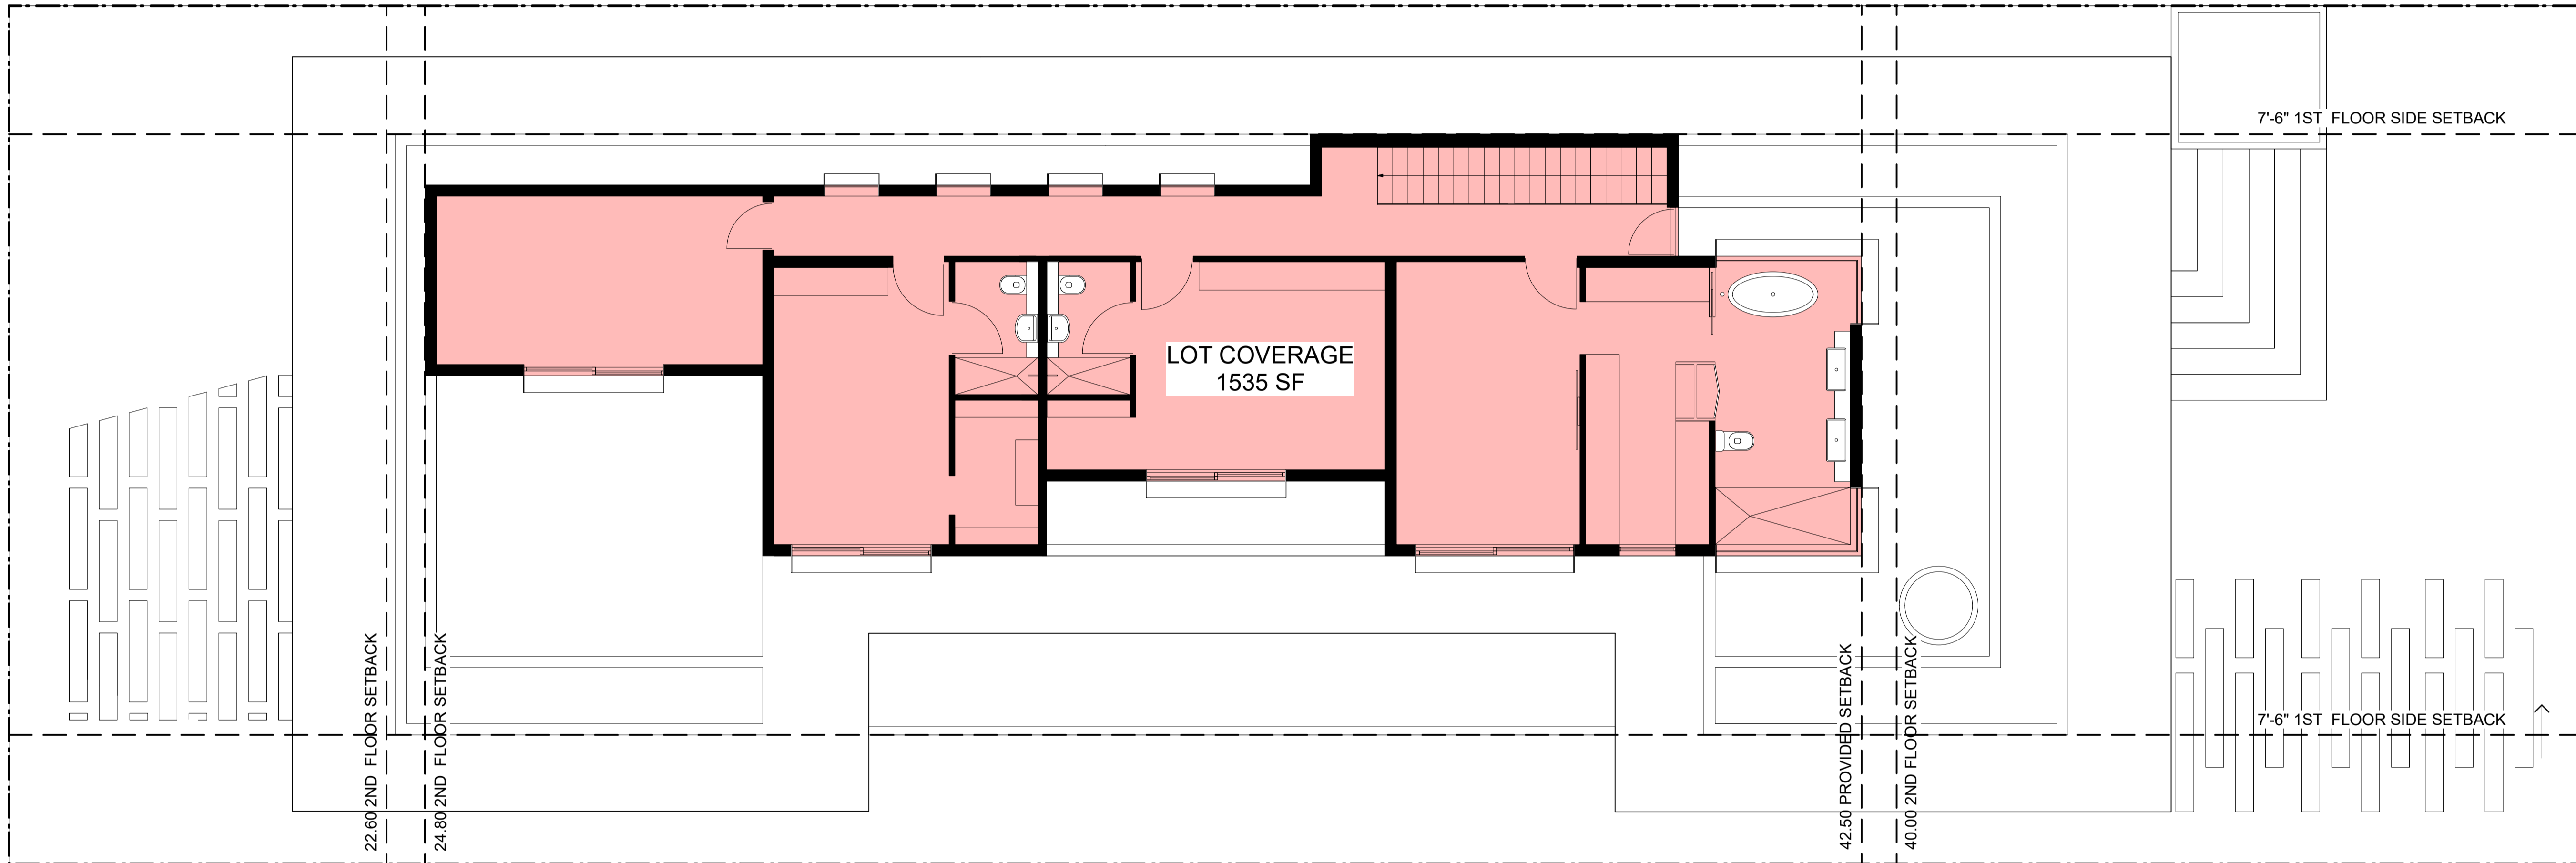 7'-6" 1ST FLOOR SIDE SETBACK
LOT COVERAGE
1535 SF
22.60 2ND FLOOR SETBACK
24.80 2ND FLOOR SETBACK
42.50 PROVIDED SETBACK
40.00 2ND FLOOR SETBACK
7'-6" 1ST FLOOR SIDE SETBACK